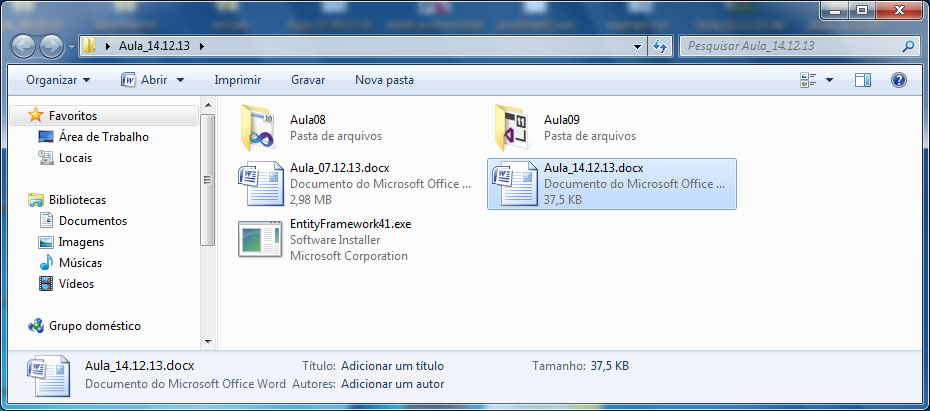 Aula_14.12.13
Pesquisar Aula_14.12.13
Organizar
Abrir
Imprimir
Gravar
Nova pasta
Favoritos
Área de Trabalho
Locais
Bibliotecas
Documentos
Imagens
Músicas
Vídeos
Grupo doméstico
Aula08
Pasta de arquivos
Aula09
Pasta de arquivos
Aula_07.12.13.docx
Documento do Microsoft Office ...
2,98 MB
Aula_14.12.13.docx
Documento do Microsoft Office ...
37,5 KB
EntityFramework41.exe
Software Installer
Microsoft Corporation
Aula_14.12.13.docx
Documento do Microsoft Office Word
Título: Adicionar um título
Autores: Adicionar um autor
Tamanho: 37,5 KB